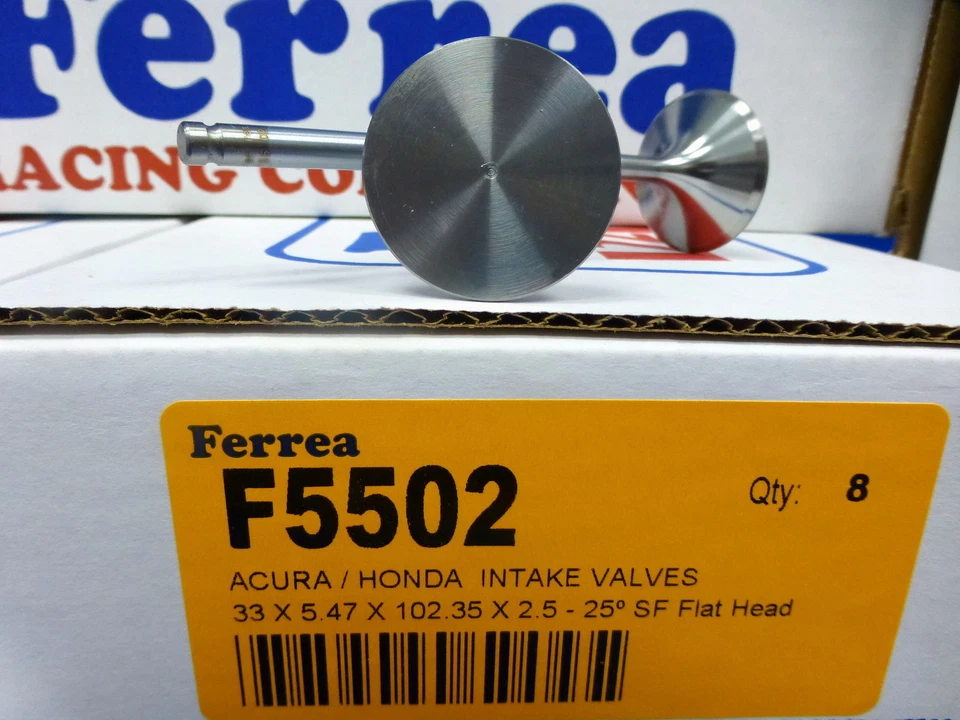 Ferrea
RACING CO
Ferrea
F5502
Qty: 8
ACURA / HONDA INTAKE VALVES
33 X 5.47 X 102.35 X 2.5 - 25º SF Flat Head